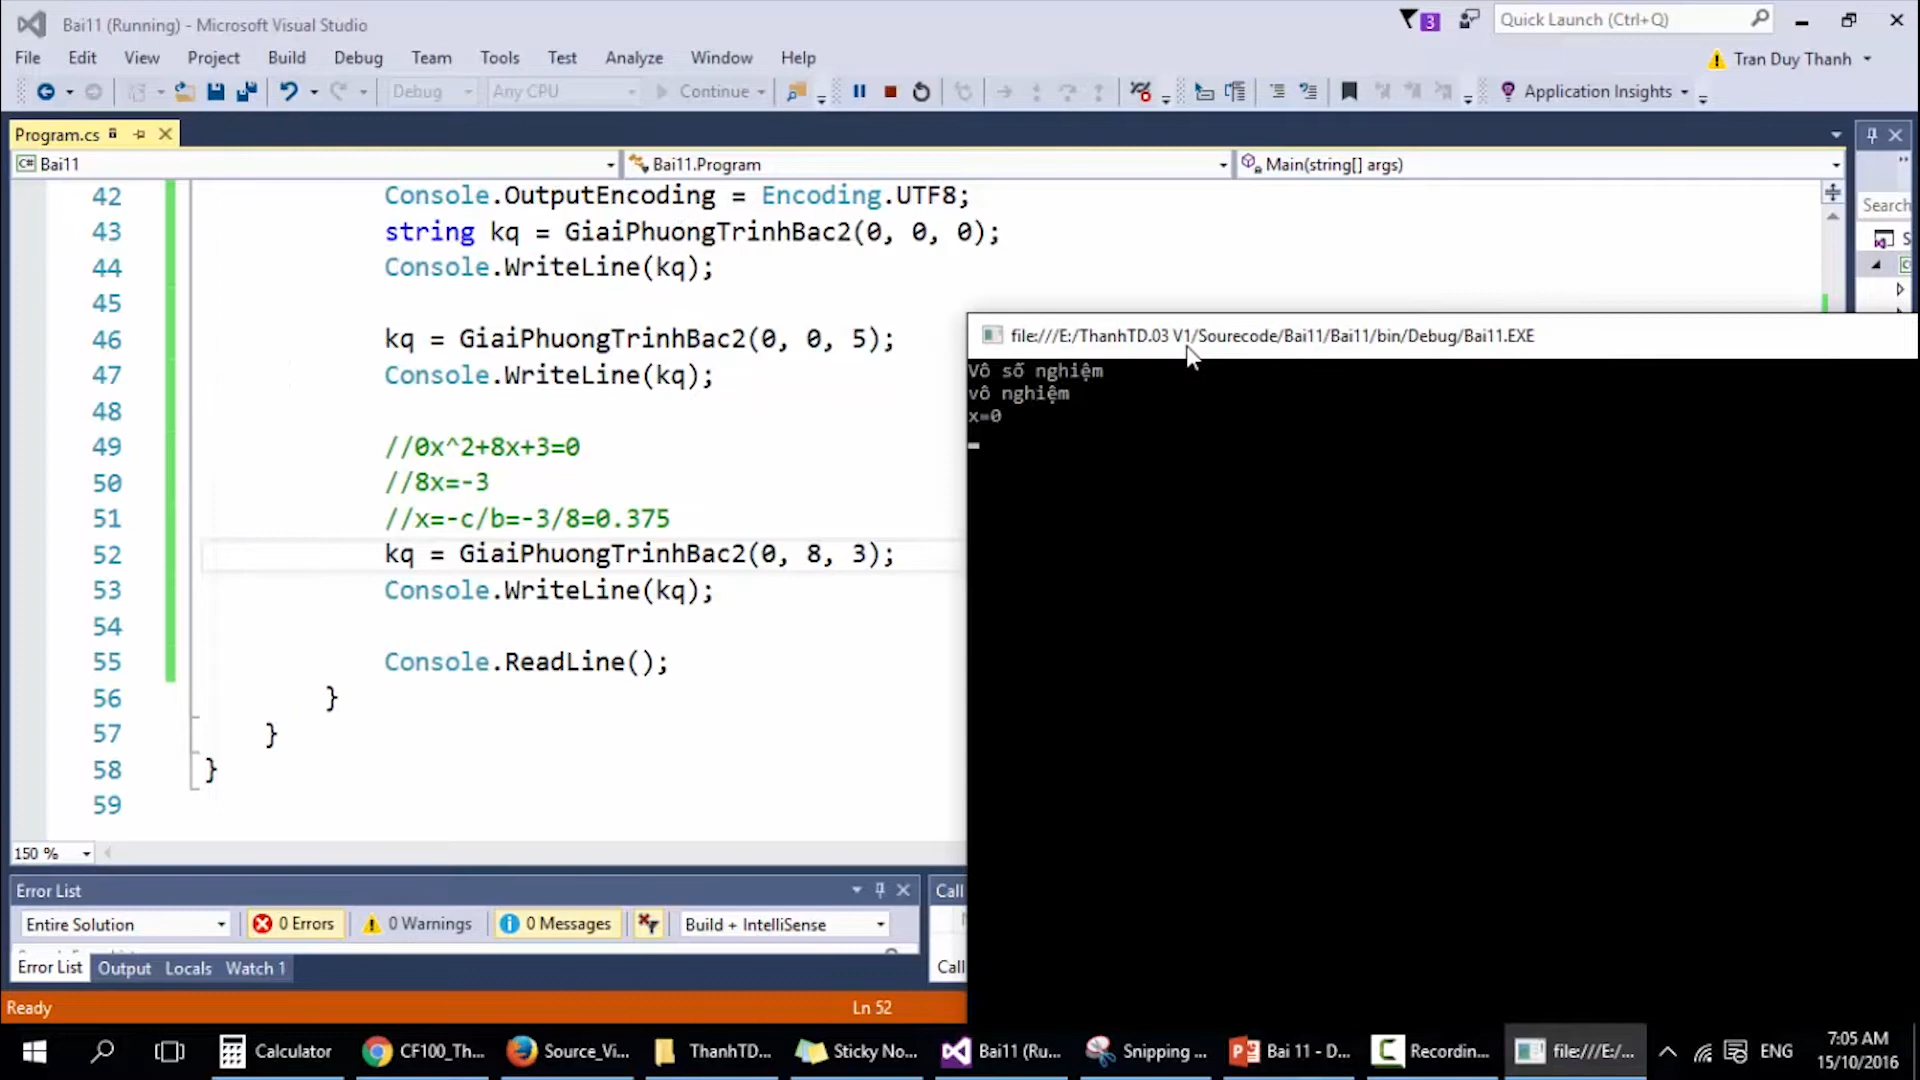 Bai11 (Running) - Microsoft Visual Studio
3
Quick Launch (Ctrl+Q)
File Edit View Project Build Debug Team Tools Test Analyze Window Help
Tran Duy Thanh
Debug Any CPU Continue Application Insights
Program.cs
C# Bai11
Bai11.Program
Main(string[] args)
Search
42 Console.OutputEncoding = Encoding.UTF8;
43 string kq = GiaiPhuongTrinhBac2(0, 0, 0);
44 Console.WriteLine(kq);
45
46 kq = GiaiPhuongTrinhBac2(0, 0, 5);
47 Console.WriteLine(kq);
48
49 //0x^2+8x+3=0
50 //8x=-3
51 //x=-c/b=-3/8=0.375
52 kq = GiaiPhuongTrinhBac2(0, 8, 3);
53 Console.WriteLine(kq);
54
55 Console.ReadLine();
56 }
57 }
58 }
59
file:///E:/ThanhTD.03 V1/Sourecode/Bai11/Bai11/bin/Debug/Bai11.EXE
Vô số nghiệm
vô nghiệm
x=0
150 %
Error List
Call
Entire Solution 0 Errors 0 Warnings 0 Messages Build + IntelliSense
Error List Output Locals Watch 1
Call
Ready Ln 52
Calculator CF100_Th... Source_Vi... ThanhTD... Sticky No... Bai11 (Ru... Snipping ... Bai 11 - D... Recordin... file:///E:/... ENG
7:05 AM
15/10/2016